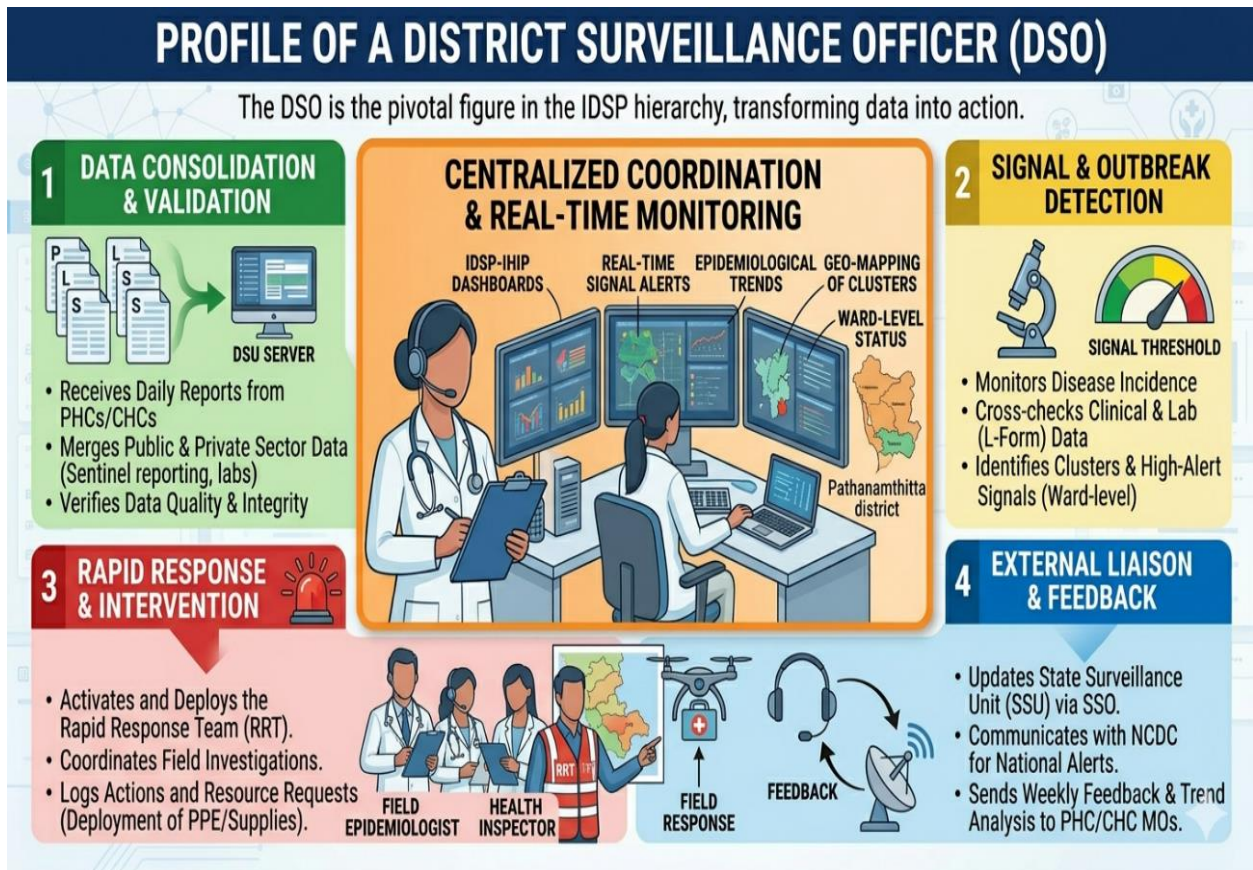 PROFILE OF A DISTRICT SURVEILLANCE OFFICER (DSO)
The DSO is the pivotal figure in the IDSP hierarchy, transforming data into action.
1
DATA CONSOLIDATION
& VALIDATION
P
L
L
S
S
S
DSU SERVER
• Receives Daily Reports from
PHCs/CHCs
• Merges Public & Private Sector Data
(Sentinel reporting, labs)
• Verifies Data Quality & Integrity
CENTRALIZED COORDINATION
& REAL-TIME MONITORING
IDSP-IHIP
DASHBOARDS
REAL-TIME
SIGNAL ALERTS
EPIDEMIOLOGICAL
TRENDS
GEO-MAPPING
OF CLUSTERS
WARD-LEVEL
STATUS
Pathanamthitta
district
2
SIGNAL & OUTBREAK
DETECTION
SIGNAL THRESHOLD
• Monitors Disease Incidence
• Cross-checks Clinical & Lab
(L-Form) Data
• Identifies Clusters & High-Alert
Signals (Ward-level)
3
RAPID RESPONSE
& INTERVENTION
• Activates and Deploys the
Rapid Response Team (RRT).
• Coordinates Field Investigations.
• Logs Actions and Resource Requests
(Deployment of PPE/Supplies).
FIELD
EPIDEMIOLOGIST
HEALTH
INSPECTOR
RRT
FIELD
RESPONSE
FEEDBACK
4
EXTERNAL LIAISON
& FEEDBACK
• Updates State Surveillance
Unit (SSU) via SSO.
• Communicates with NCDC
for National Alerts.
• Sends Weekly Feedback & Trend
Analysis to PHC/CHC MOs.